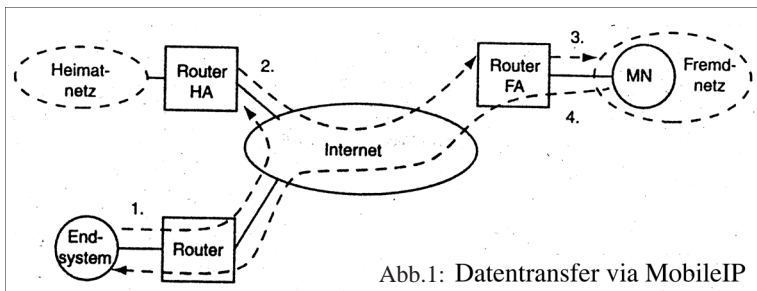 Heimat-
netz
Router
HA
2.
Internet
Router
FA
3.
MN
Fremd-
netz
4.
1.
End-
system
Router
Abb.1: Datentransfer via MobileIP